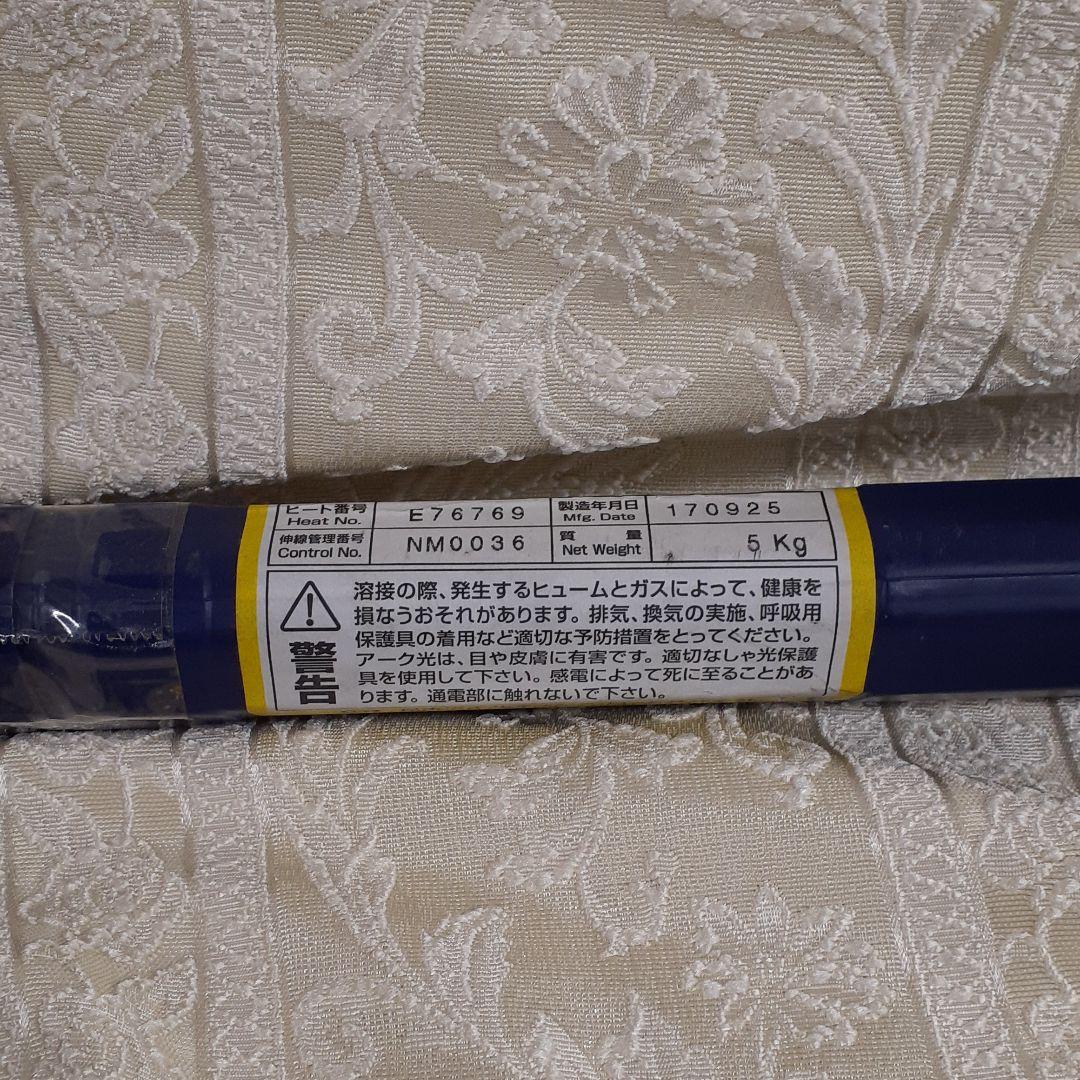 ヒート番号 E76769 製造年月日 170925
Heat No. Mfg. Date
伸線管理番号 NM0036 質量 5 Kg
Control No. Net Weight
溶接の際、発生するヒュームとガスによって、健康を
損なうおそれがあります。排気、換気の実施、呼吸用
保護具の着用など適切な予防措置をとってください。
アーク光は、目や皮膚に有害です。適切なしゃ光保護
具を使用して下さい。感電によって死に至ることがあ
ります。通電部に触れないで下さい。
警告